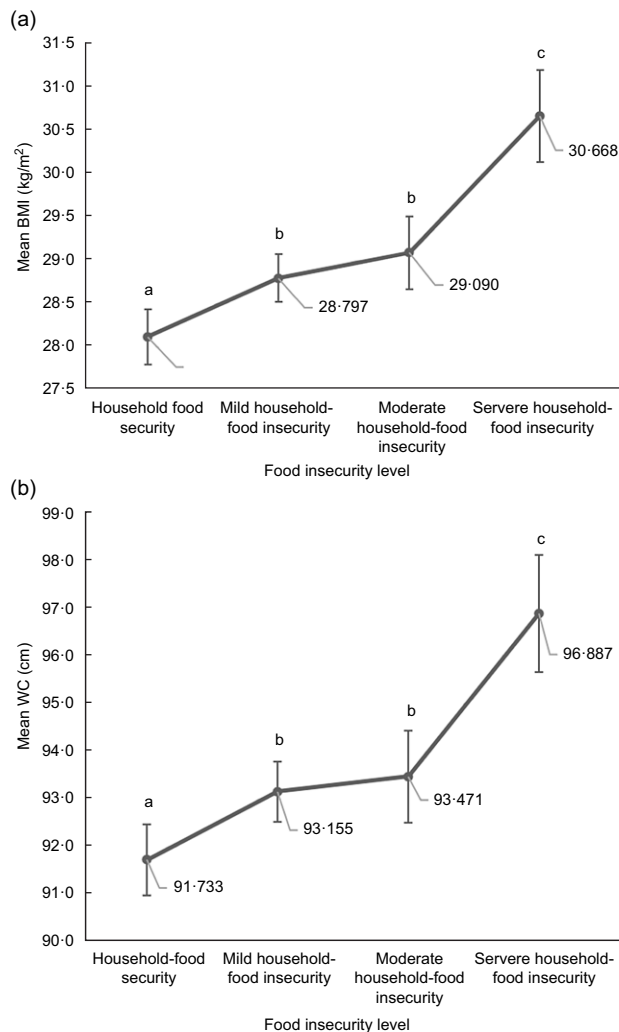 (a)
31·5
31·0
30·5
30·0
29·5
29·0
28·5
28·0
27·5
Mean BMI (kg/m²)
a
b
b
c
28·797
29·090
30·668
Household food
security
Mild household-
food insecurity
Moderate
household-food
insecurity
Servere household-
food insecurity
Food insecurity level
(b)
99·0
98·0
97·0
96·0
95·0
94·0
93·0
92·0
91·0
90·0
Mean WC (cm)
a
b
b
c
91·733
93·155
93·471
96·887
Household-food
security
Mild household-
food insecurity
Moderate
household-food
insecurity
Servere household-
food insecurity
Food insecurity level